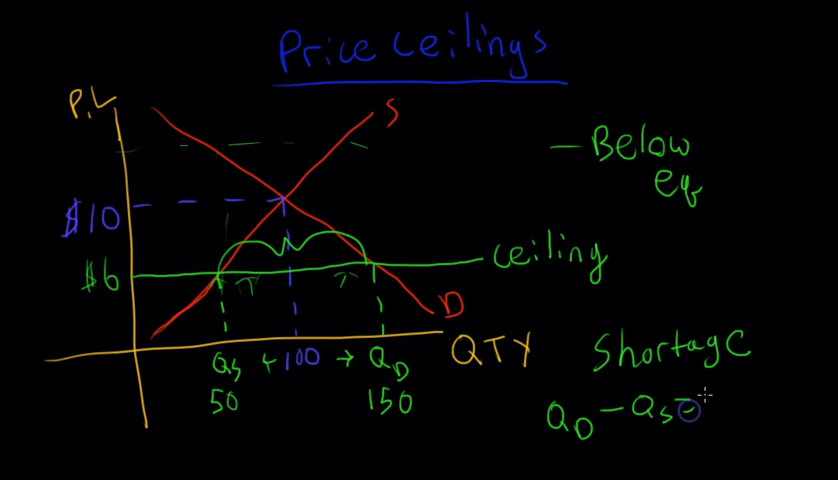 Price ceilings
P,L
S
— Below
eq
$10
ceiling
$6
D
QTY
Qs ← 100 → QD
50 150
Shortage
QD - Qs =